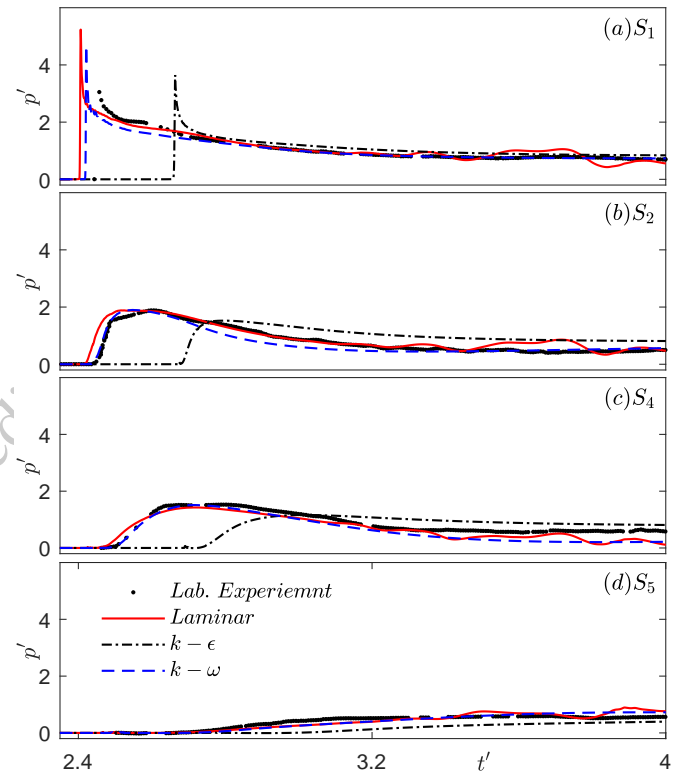 (a)S₁
4
2
0
p′
(b)S₂
4
2
0
p′
(c)S₄
4
2
0
p′
(d)S₅
4
2
0
p′
Lab. Experiemnt
Laminar
k − ϵ
k − ω
2.4 3.2 t′ 4